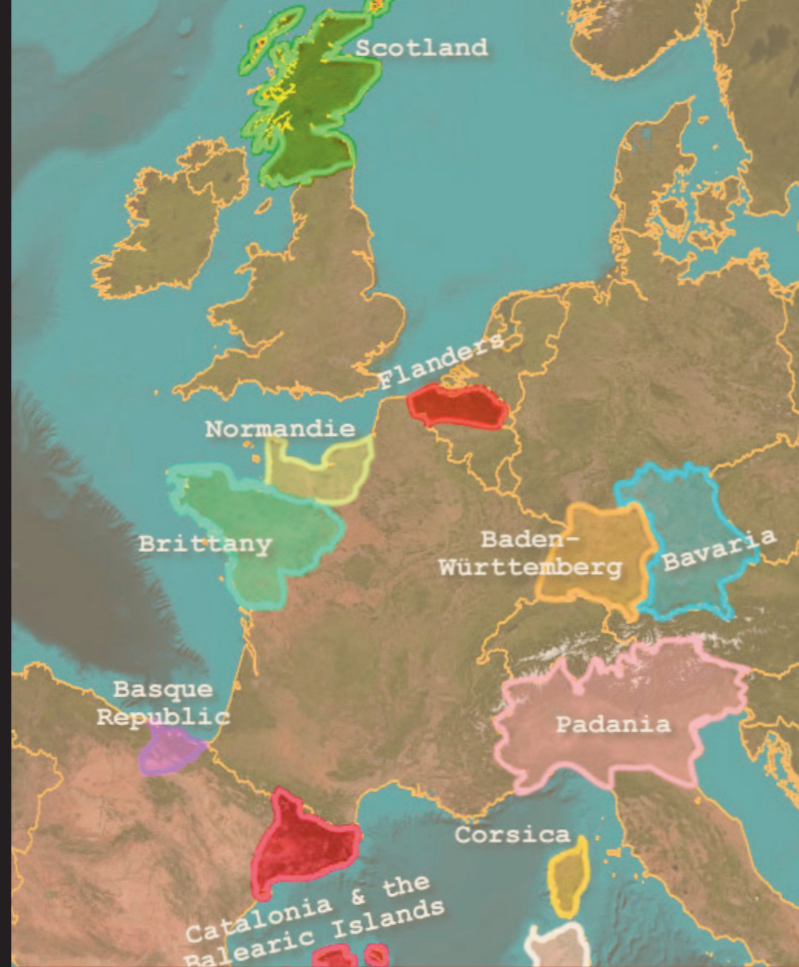 Scotland
Flanders
Normandie
Brittany
Baden-
Württemberg
Bavaria
Basque
Republic
Padania
Corsica
Catalonia & the
Balearic Islands